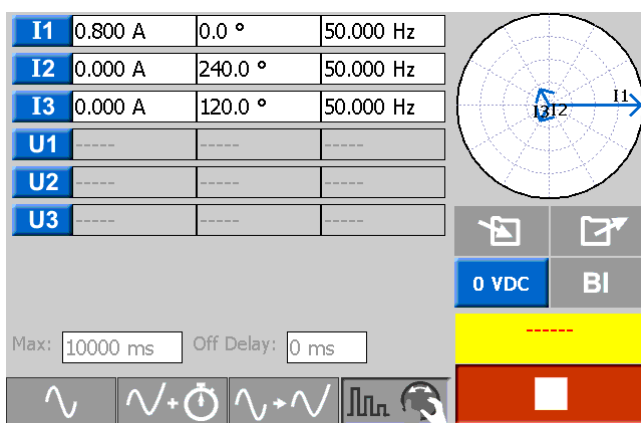 I1 0.800 A 0.0 ° 50.000 Hz
I2 0.000 A 240.0 ° 50.000 Hz
I3 0.000 A 120.0 ° 50.000 Hz
U1 ----- ----- -----
U2 ----- ----- -----
U3 ----- ----- -----
I1
I3 I2
0 VDC BI
------
Max: 10000 ms Off Delay: 0 ms